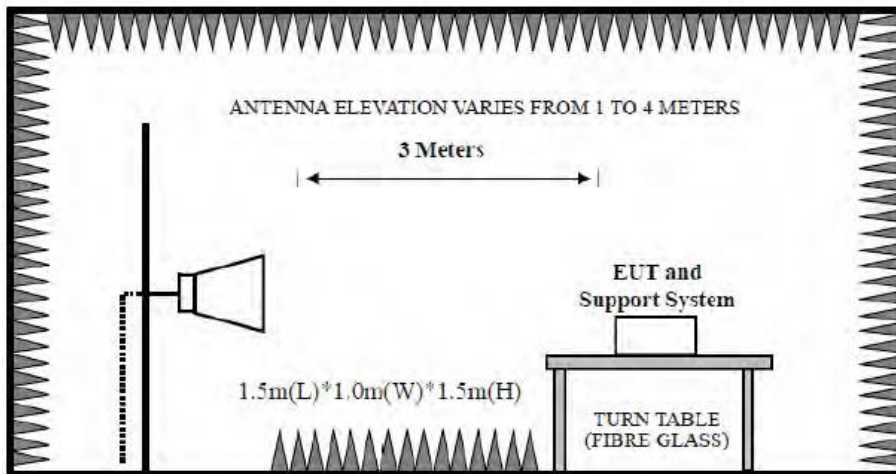 ANTENNA ELEVATION VARIES FROM 1 TO 4 METERS
3 Meters
EUT and
Support System
1.5m(L)*1.0m(W)*1.5m(H)
TURN TABLE
(FIBRE GLASS)